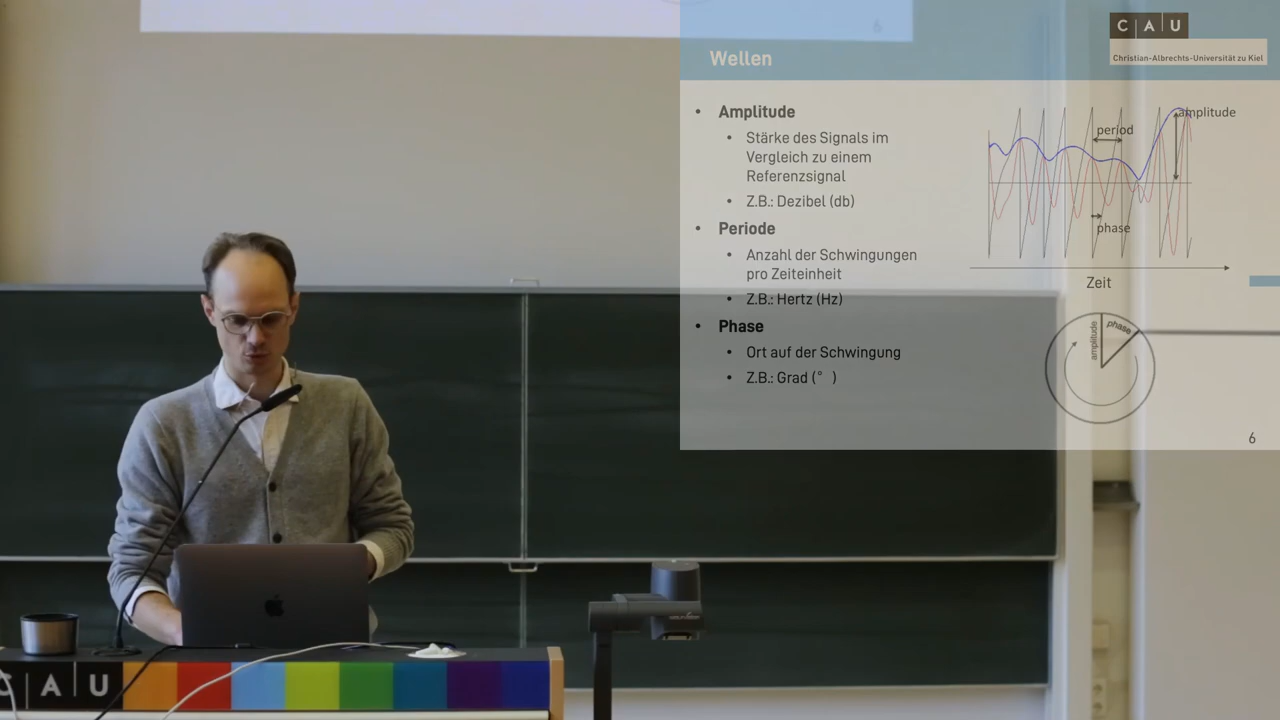 6
C A U
Christian-Albrechts-Universität zu Kiel
Wellen
• Amplitude
• Stärke des Signals im
Vergleich zu einem
Referenzsignal
• Z.B.: Dezibel (db)
• Periode
• Anzahl der Schwingungen
pro Zeiteinheit
• Z.B.: Hertz (Hz)
• Phase
• Ort auf der Schwingung
• Z.B.: Grad (° )
amplitude
period
phase
Zeit
amplitude
phase
6
C A U